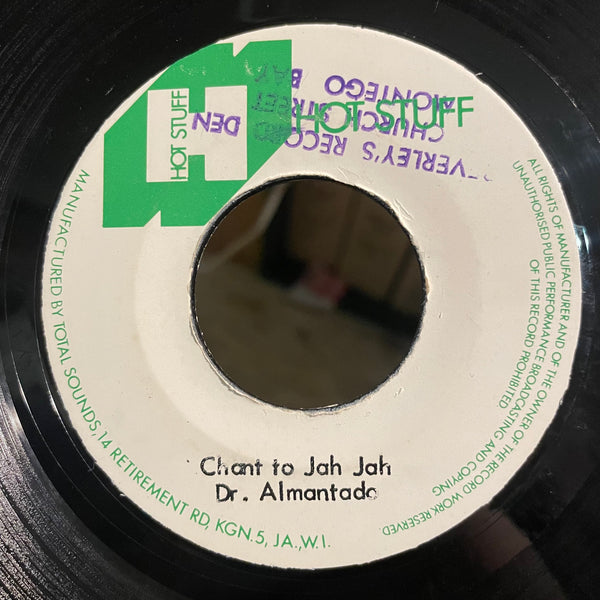 HOT STUFF
HOT STUFF
VERLEY'S RECORD DEN
CHURCH STREET
MONTEGO BAY
Chant to Jah Jah
Dr. Almantado
MANUFACTURED BY TOTAL SOUNDS, 14 RETIREMENT RD, KGN.5, JA.,W.I.
ALL RIGHTS OF MANUFACTURER AND OF THE OWNER OF THE RECORD WORK RESERVED.
UNAUTHORISED PUBLIC PERFORMANCE BROADCASTING AND COPYING
OF THIS RECORD PROHIBITED